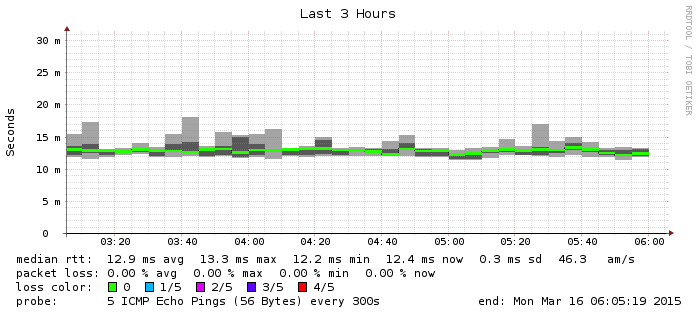 Last 3 Hours
RRDTOOL / TOBI OETIKER
Seconds
30 m
25 m
20 m
15 m
10 m
5 m
0
03:20 03:40 04:00 04:20 04:40 05:00 05:20 05:40 06:00
median rtt: 12.9 ms avg 13.3 ms max 12.2 ms min 12.4 ms now 0.3 ms sd 46.3 am/s
packet loss: 0.00 % avg 0.00 % max 0.00 % min 0.00 % now
loss color: 0 1/5 2/5 3/5 4/5
probe: 5 ICMP Echo Pings (56 Bytes) every 300s end: Mon Mar 16 06:05:19 2015